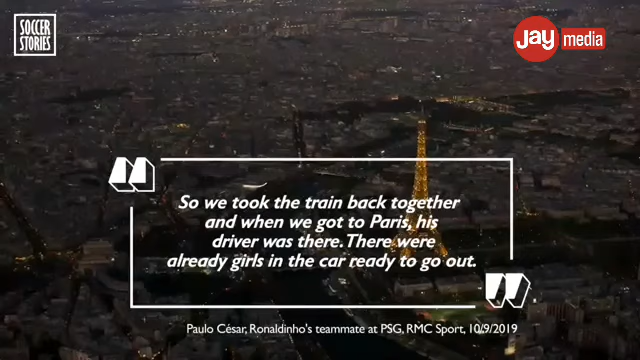 SOCCER
STORIES
jay media
So we took the train back together
and when we got to Paris, his
driver was there. There were
already girls in the car ready to go out.
Paulo César, Ronaldinho's teammate at PSG, RMC Sport, 10/9/2019